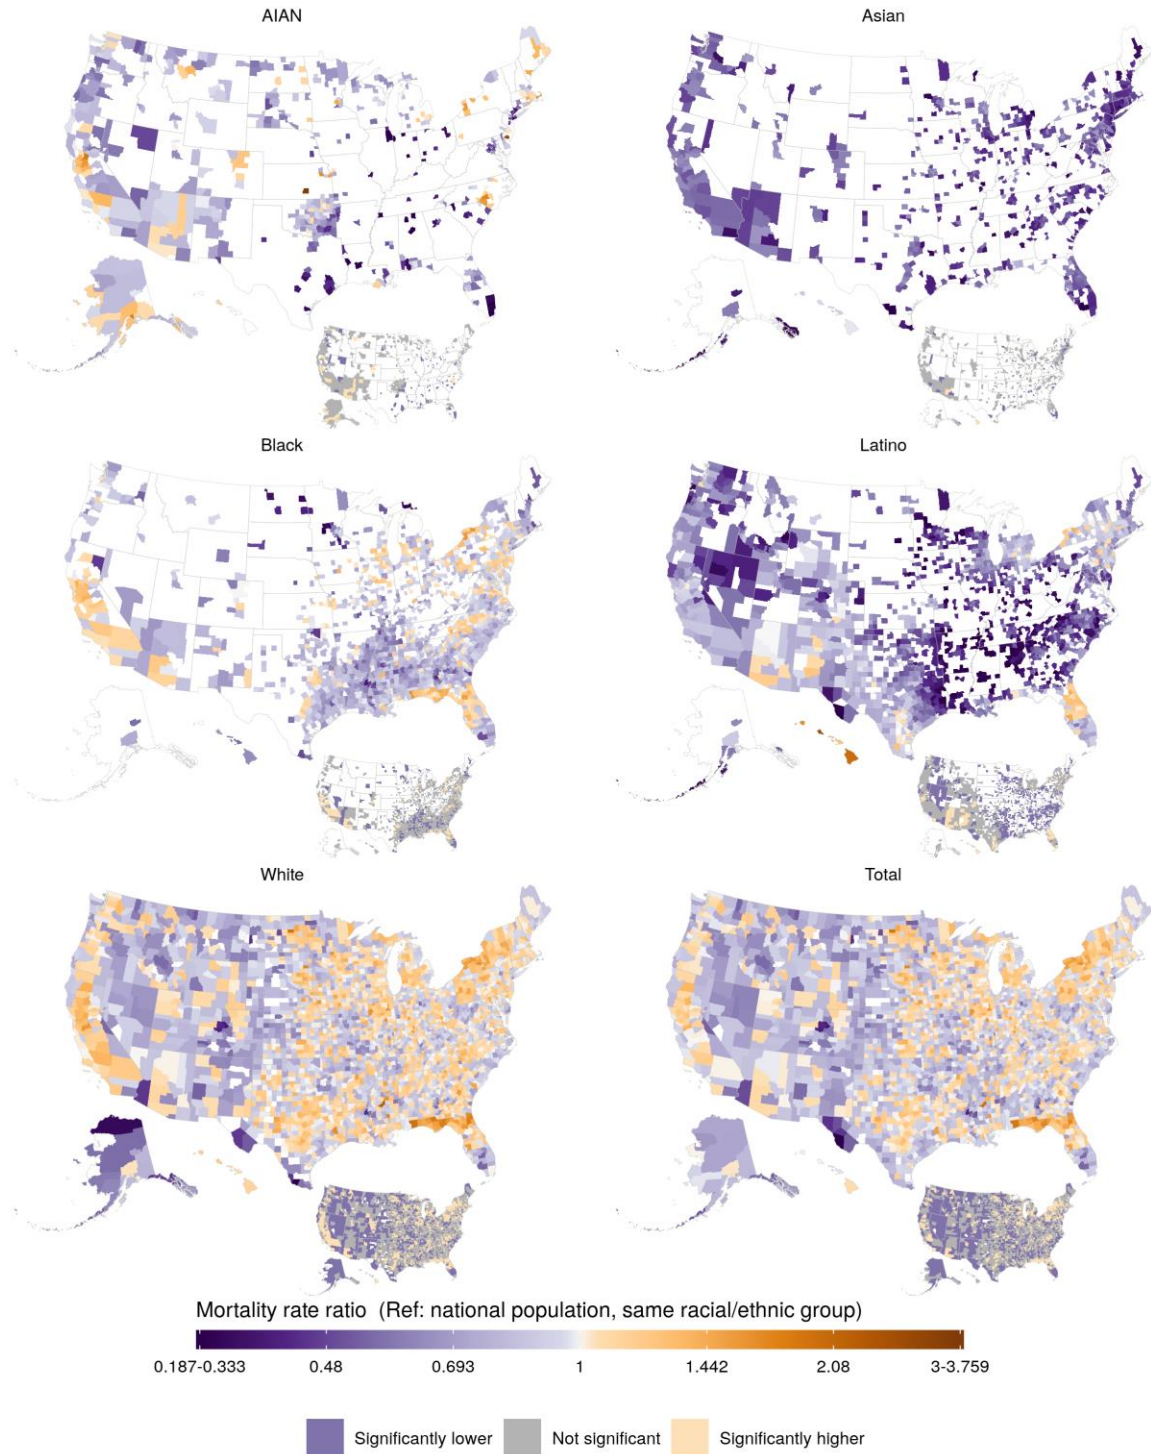 AIAN
Asian
Black
Latino
White
Total
Mortality rate ratio (Ref: national population, same racial/ethnic group)
0.187-0.333 0.48 0.693 1 1.442 2.08 3-3.759
Significantly lower Not significant Significantly higher